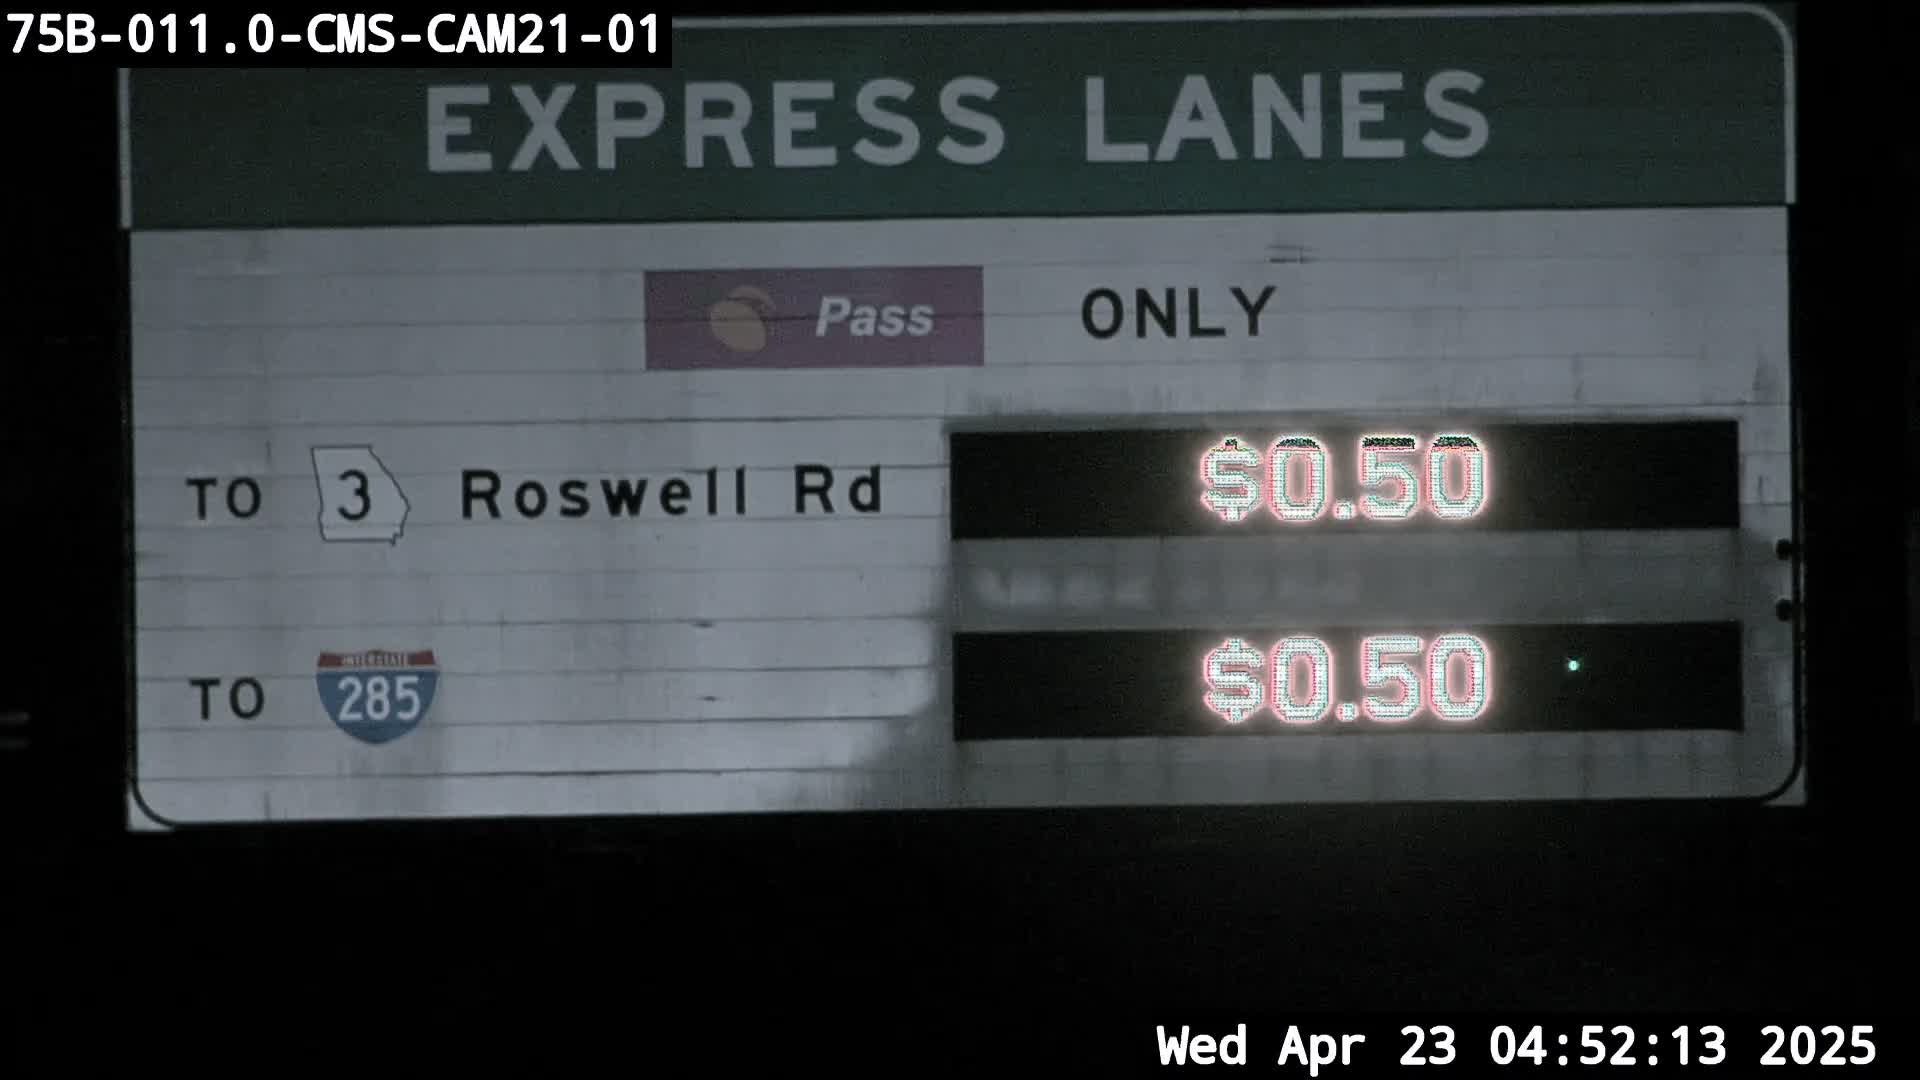 75B-011.0-CMS-CAM21-01
EXPRESS LANES
Pass ONLY
TO 3 Roswell Rd $0.50
TO INTERSTATE 285 $0.50
Wed Apr 23 04:52:13 2025